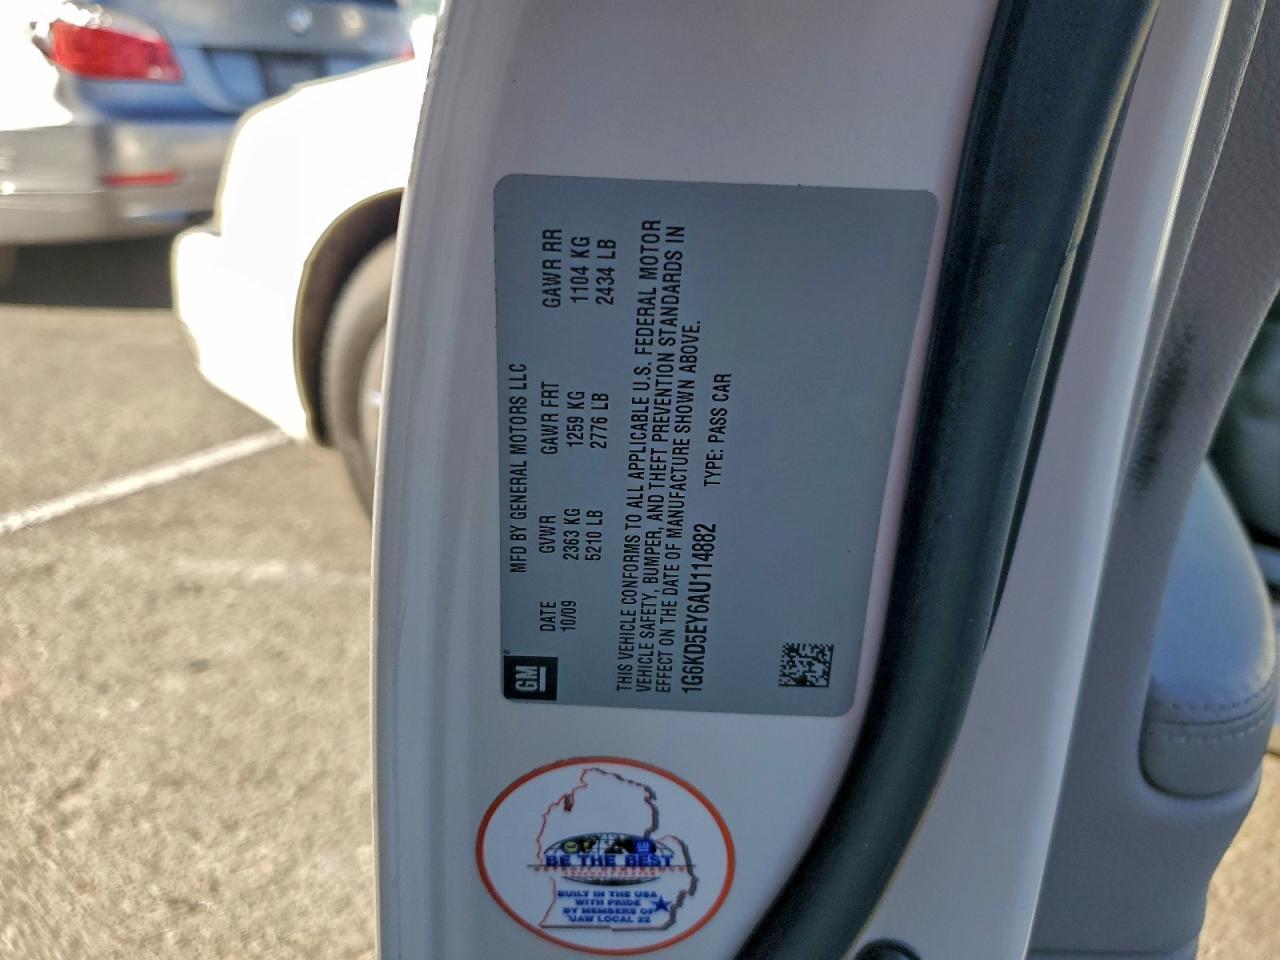 MFD BY GENERAL MOTORS LLC
DATE GVWR GAWR FRT GAWR RR
10/09 2363 KG 1259 KG 1104 KG
5210 LB 2776 LB 2434 LB
GM
THIS VEHICLE CONFORMS TO ALL APPLICABLE U.S. FEDERAL MOTOR
VEHICLE SAFETY, BUMPER, AND THEFT PREVENTION STANDARDS IN
EFFECT ON THE DATE OF MANUFACTURE SHOWN ABOVE.
1G6KD5EY6AU114882 TYPE: PASS CAR
BE THE BEST
BUILT IN THE USA
WITH PRIDE
BY MEMBERS OF
UAW LOCAL 22